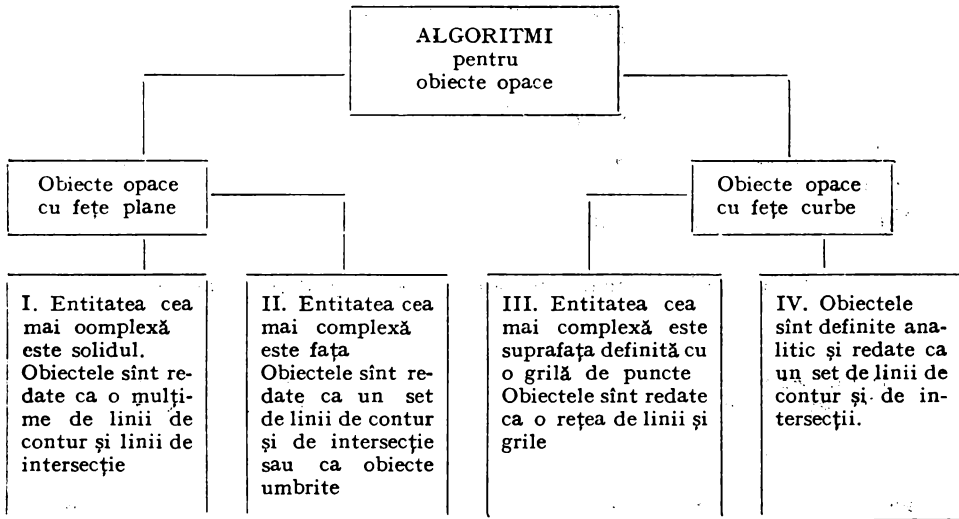 ALGORITMI
pentru
obiecte opace
Obiecte opace
cu fețe plane
Obiecte opace
cu fețe curbe
I. Entitatea cea
mai oomplexă
este solidul.
Obiectele sînt re-
date ca o mulți-
me de linii de
contur și linii de
intersecție
II. Entitatea cea
mai complexă
este fața
Obiectele sînt re-
date ca un set
de linii de contur
și de intersecție
sau ca obiecte
umbrite
III. Entitatea cea
mai complexă este
suprafața definită cu
o grilă de puncte
Obiectele sînt redate
ca o rețea de linii și
grile
IV. Obiectele
sînt definite ana-
litic și redate ca
un set de linii de
contur și de in-
tersecții.